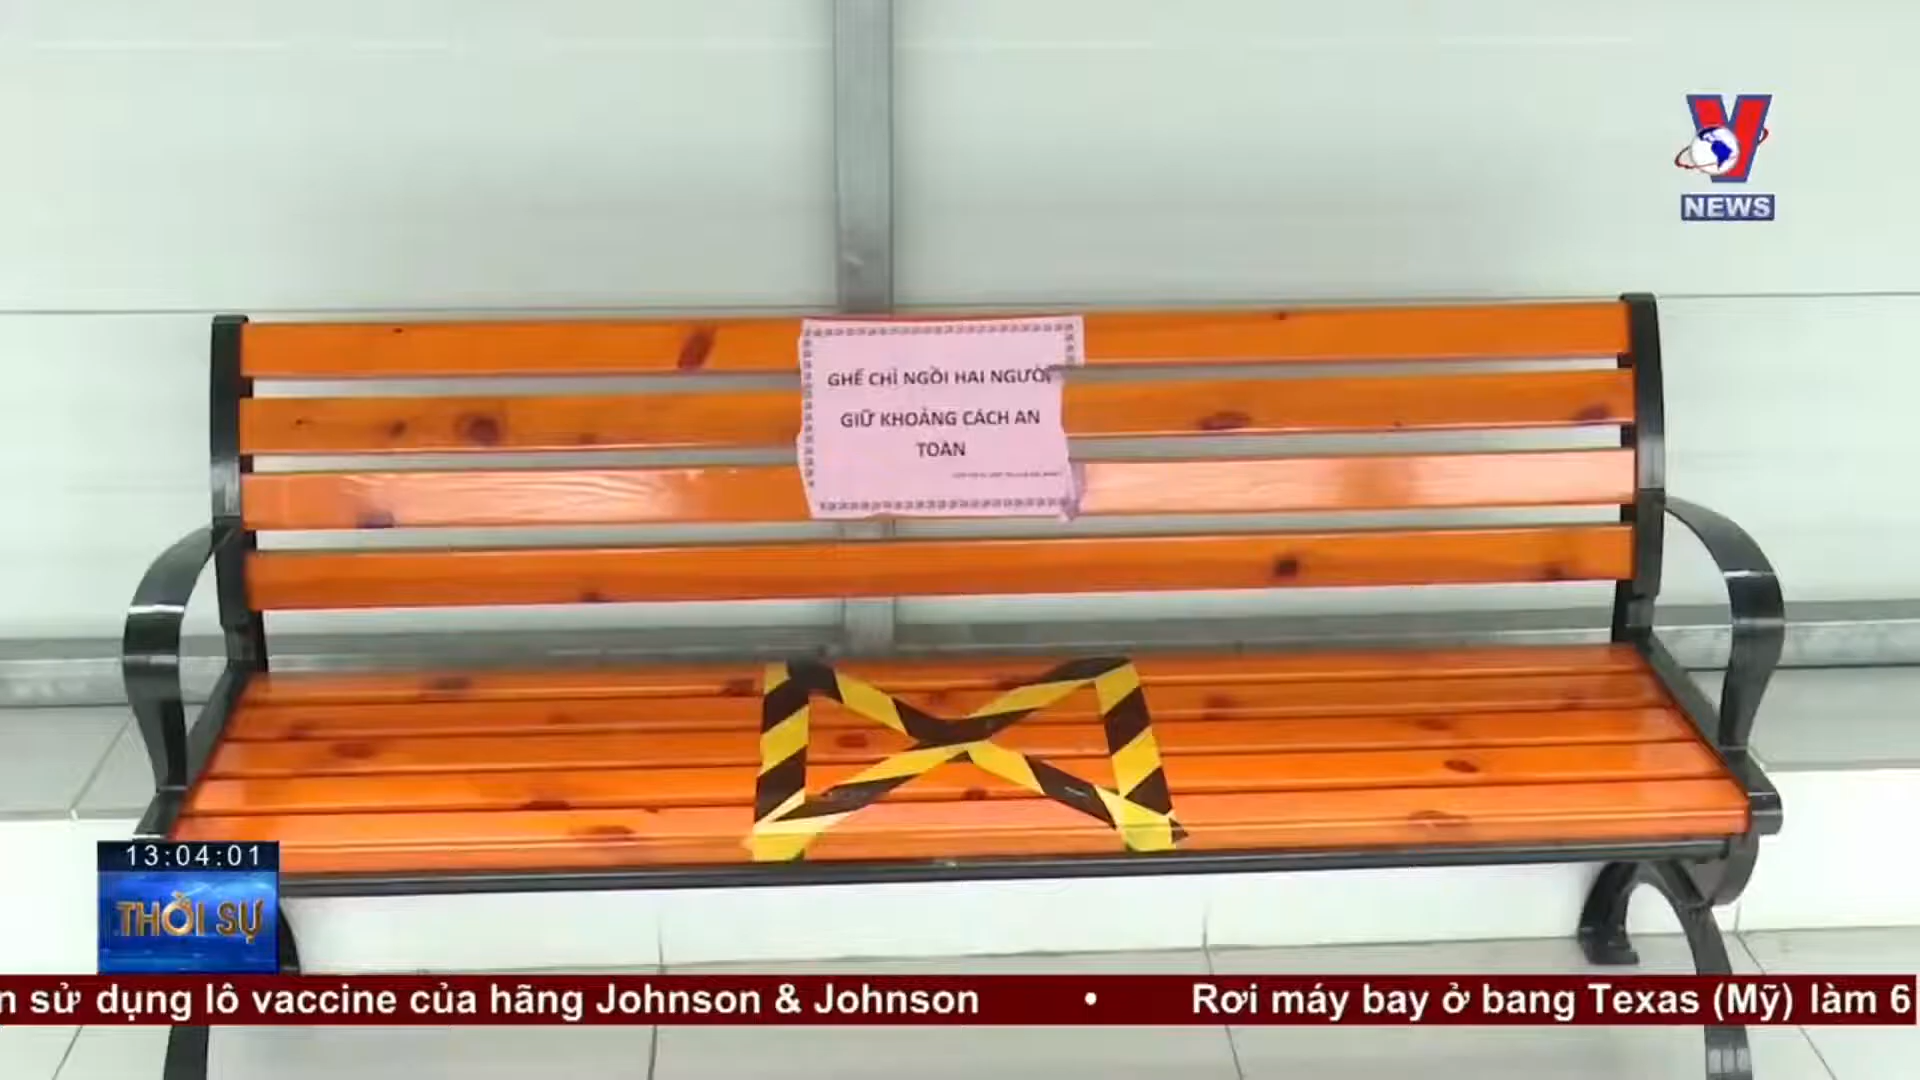 NEWS
GHẾ CHỈ NGỒI HAI NGƯỜI
GIỮ KHOẢNG CÁCH AN
TOÀN
13:04:01
THỜI SỰ
sử dụng lô vaccine của hãng Johnson & Johnson • Rơi máy bay ở bang Texas (Mỹ) làm 6